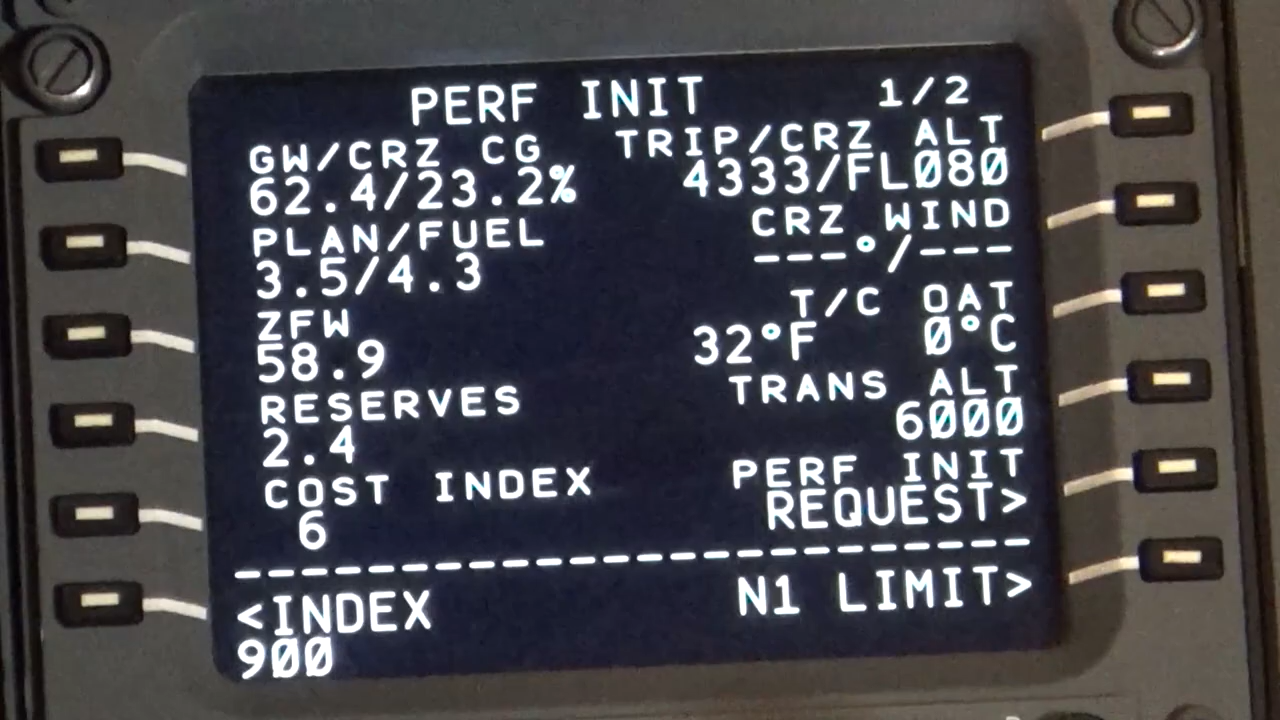 PERF INIT 1/2
GW/CRZ CG TRIP/CRZ ALT
62.4/23.2% 4333/FL080
PLAN/FUEL CRZ WIND
3.5/4.3 ---°/---
ZFW T/C OAT
58.9 32°F 0°C
RESERVES TRANS ALT
2.4 6000
COST INDEX PERF INIT
6 REQUEST>
------------------------
<INDEX N1 LIMIT>
900